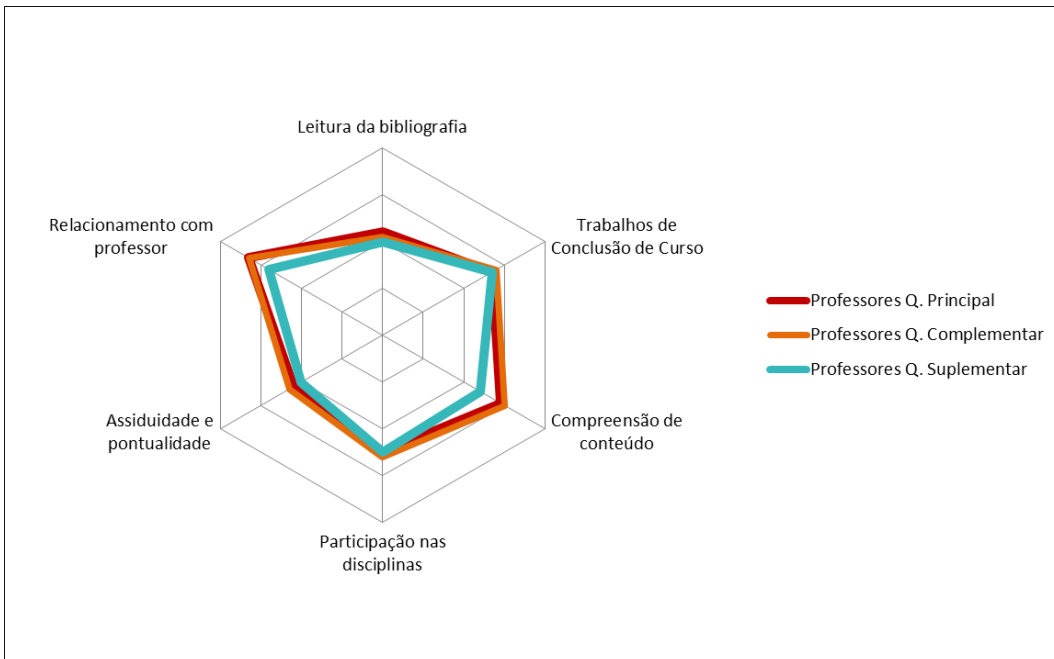 Leitura da bibliografia
Trabalhos de
Conclusão de Curso
Compreensão de
conteúdo
Participação nas
disciplinas
Assiduidade e
pontualidade
Relacionamento com
professor
Professores Q. Principal
Professores Q. Complementar
Professores Q. Suplementar